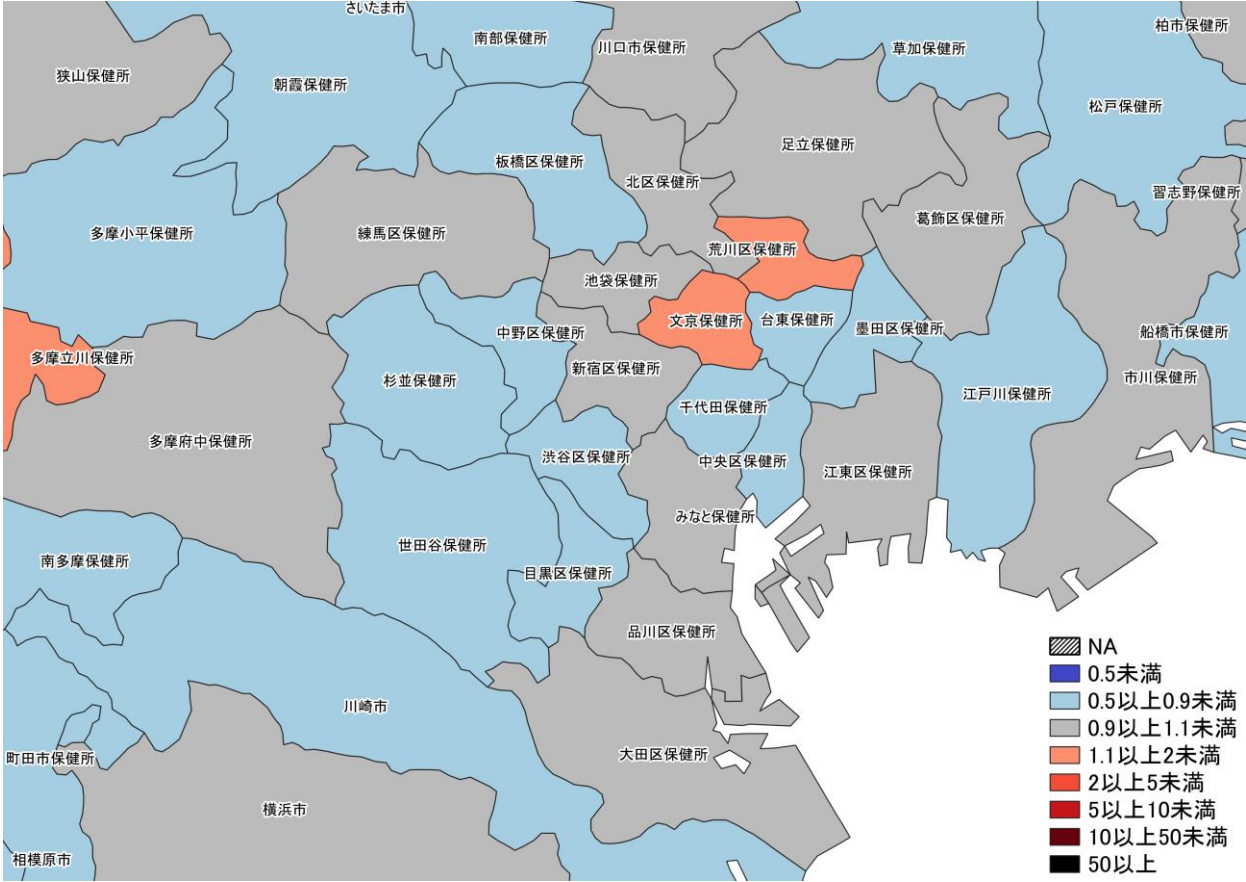 さいたま市
南部保健所
川口市保健所
草加保健所
柏市保健所
狭山保健所
朝霞保健所
松戸保健所
足立保健所
板橋区保健所
北区保健所
習志野保健所
葛飾区保健所
多摩小平保健所
練馬区保健所
荒川区保健所
池袋保健所
文京保健所
台東保健所
墨田区保健所
船橋市保健所
中野区保健所
多摩立川保健所
新宿区保健所
杉並保健所
市川保健所
江戸川保健所
千代田保健所
多摩府中保健所
渋谷区保健所
中央区保健所
江東区保健所
みなと保健所
世田谷保健所
南多摩保健所
目黒区保健所
品川区保健所
川崎市
大田区保健所
町田市保健所
横浜市
相模原市
NA
0.5未満
0.5以上0.9未満
0.9以上1.1未満
1.1以上2未満
2以上5未満
5以上10未満
10以上50未満
50以上